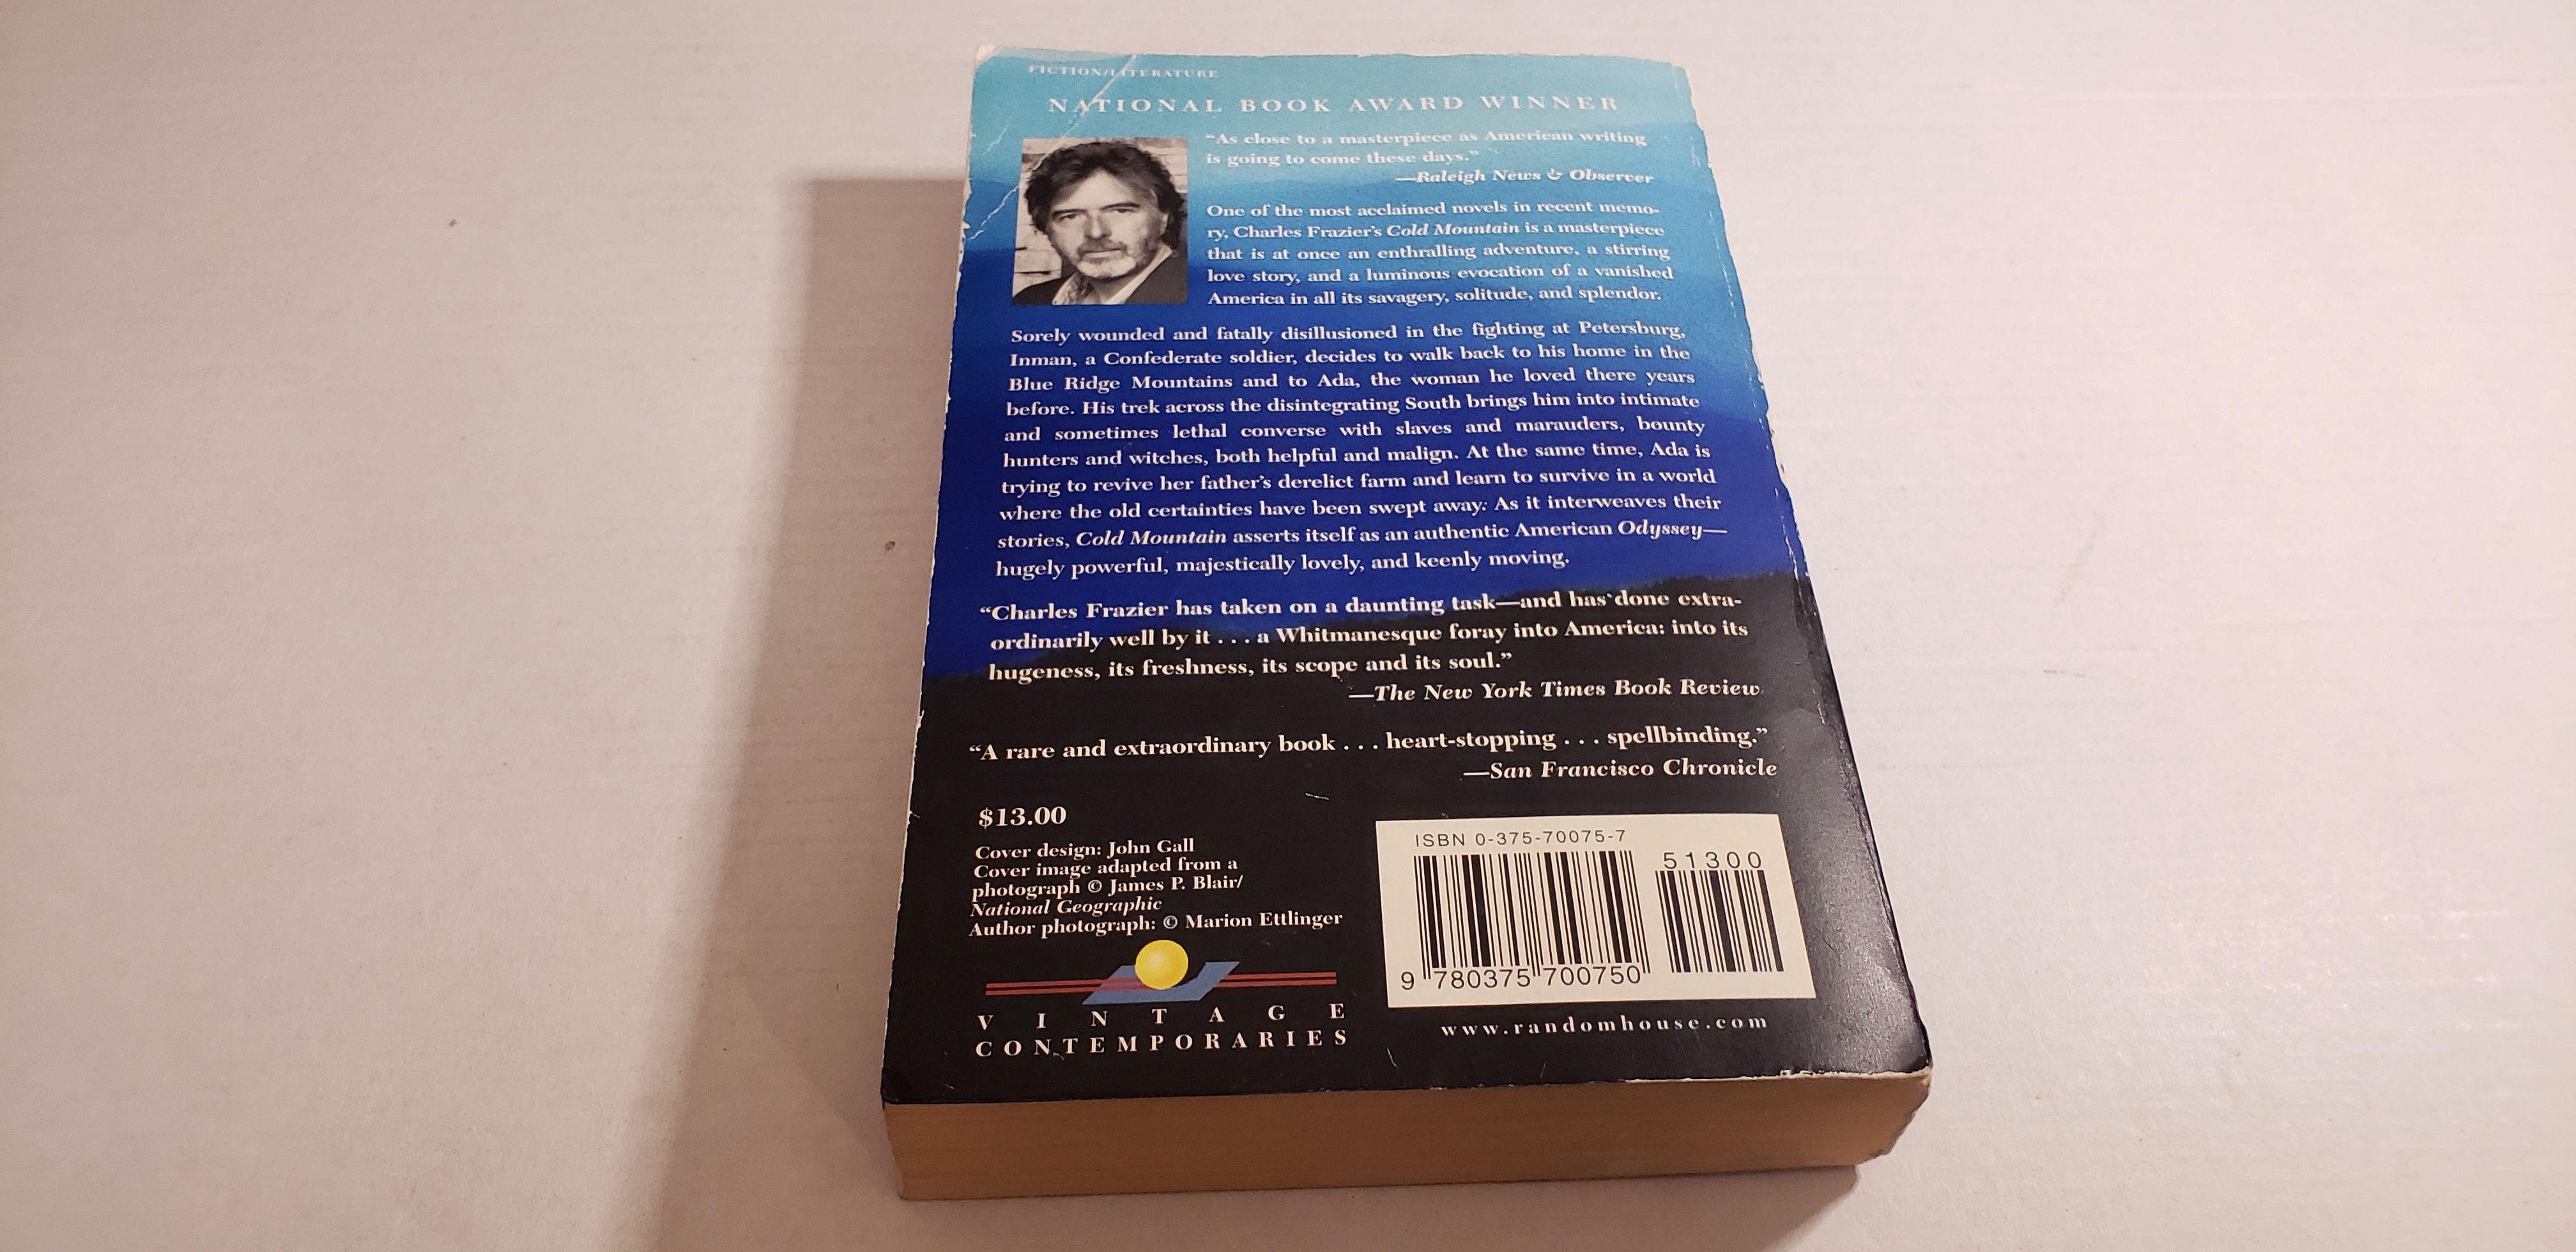 FICTION/LITERATURE
NATIONAL BOOK AWARD WINNER
“As close to a masterpiece as American writing
is going to come these days.”
—Raleigh News & Observer
One of the most acclaimed novels in recent memo-
ry, Charles Frazier’s Cold Mountain is a masterpiece
that is at once an enthralling adventure, a stirring
love story, and a luminous evocation of a vanished
America in all its savagery, solitude, and splendor.
Sorely wounded and fatally disillusioned in the fighting at Petersburg,
Inman, a Confederate soldier, decides to walk back to his home in the
Blue Ridge Mountains and to Ada, the woman he loved there years
before. His trek across the disintegrating South brings him into intimate
and sometimes lethal converse with slaves and marauders, bounty
hunters and witches, both helpful and malign. At the same time, Ada is
trying to revive her father’s derelict farm and learn to survive in a world
where the old certainties have been swept away. As it interweaves their
stories, Cold Mountain asserts itself as an authentic American Odyssey—
hugely powerful, majestically lovely, and keenly moving.
“Charles Frazier has taken on a daunting task—and has done extra-
ordinarily well by it . . . a Whitmanesque foray into America: into its
hugeness, its freshness, its scope and its soul.”
—The New York Times Book Review
“A rare and extraordinary book . . . heart-stopping . . . spellbinding.”
—San Francisco Chronicle
$13.00
Cover design: John Gall
Cover image adapted from a
photograph © James P. Blair/
National Geographic
Author photograph: © Marion Ettlinger
VINTAGE
CONTEMPORARIES
ISBN 0-375-70075-7
51300
9 780375 700750
www.randomhouse.com